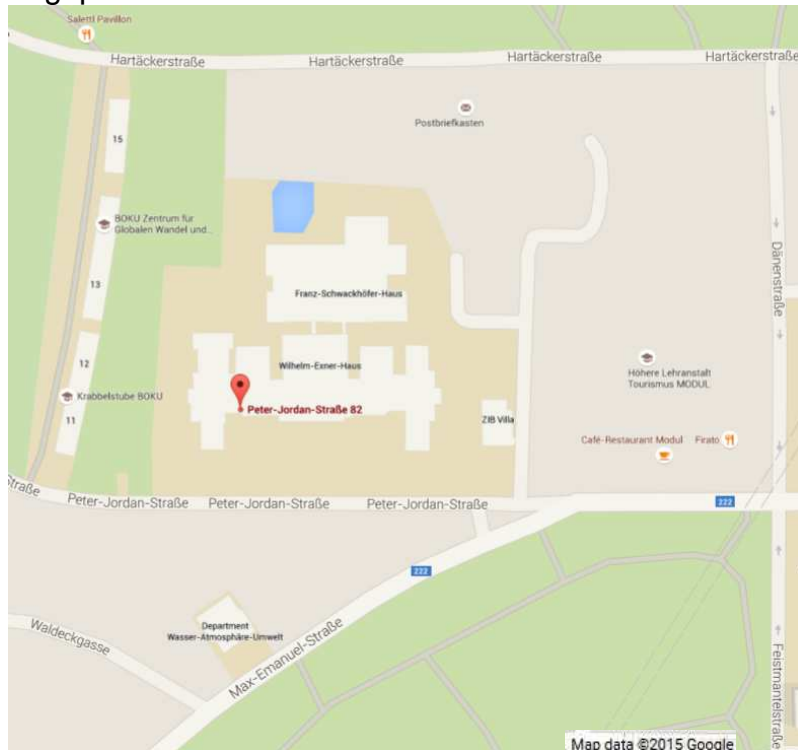 Salettl Pavillon
Hartäckerstraße
Hartäckerstraße
Hartäckerstraße
Hartäckerstraße
Postbriefkasten
15
BOKU Zentrum für
Globalen Wandel und...
Dänenstraße
13
Franz-Schwackhöfer-Haus
12
Wilhelm-Exner-Haus
Höhere Lehranstalt
Tourismus MODUL
Krabbelstube BOKU
11
Peter-Jordan-Straße 82
ZIB Villa
Café-Restaurant Modul
Firato
Straße
Peter-Jordan-Straße
Peter-Jordan-Straße
Peter-Jordan-Straße
222
222
Waldeckgasse
Department
Wasser-Atmosphäre-Umwelt
Max-Emanuel-Straße
Feistmantelstraße
Map data ©2015 Google